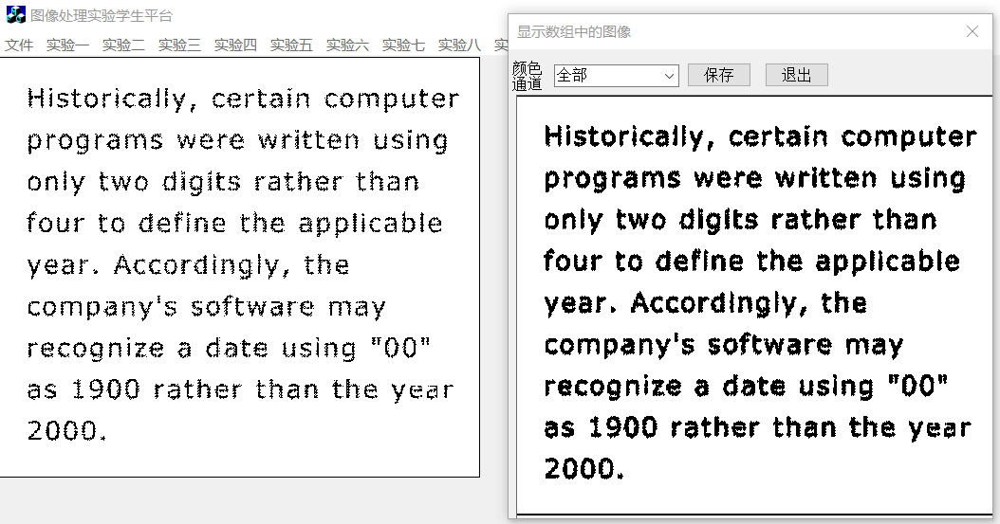 图像处理实验学生平台
文件 实验一 实验二 实验三 实验四 实验五 实验六 实验七 实验八 实
Historically, certain computer
programs were written using
only two digits rather than
four to define the applicable
year. Accordingly, the
company's software may
recognize a date using "00"
as 1900 rather than the year
2000.
显示数组中的图像
颜色
通道
全部 保存 退出
Historically, certain computer
programs were written using
only two digits rather than
four to define the applicable
year. Accordingly, the
company's software may
recognize a date using "00"
as 1900 rather than the year
2000.